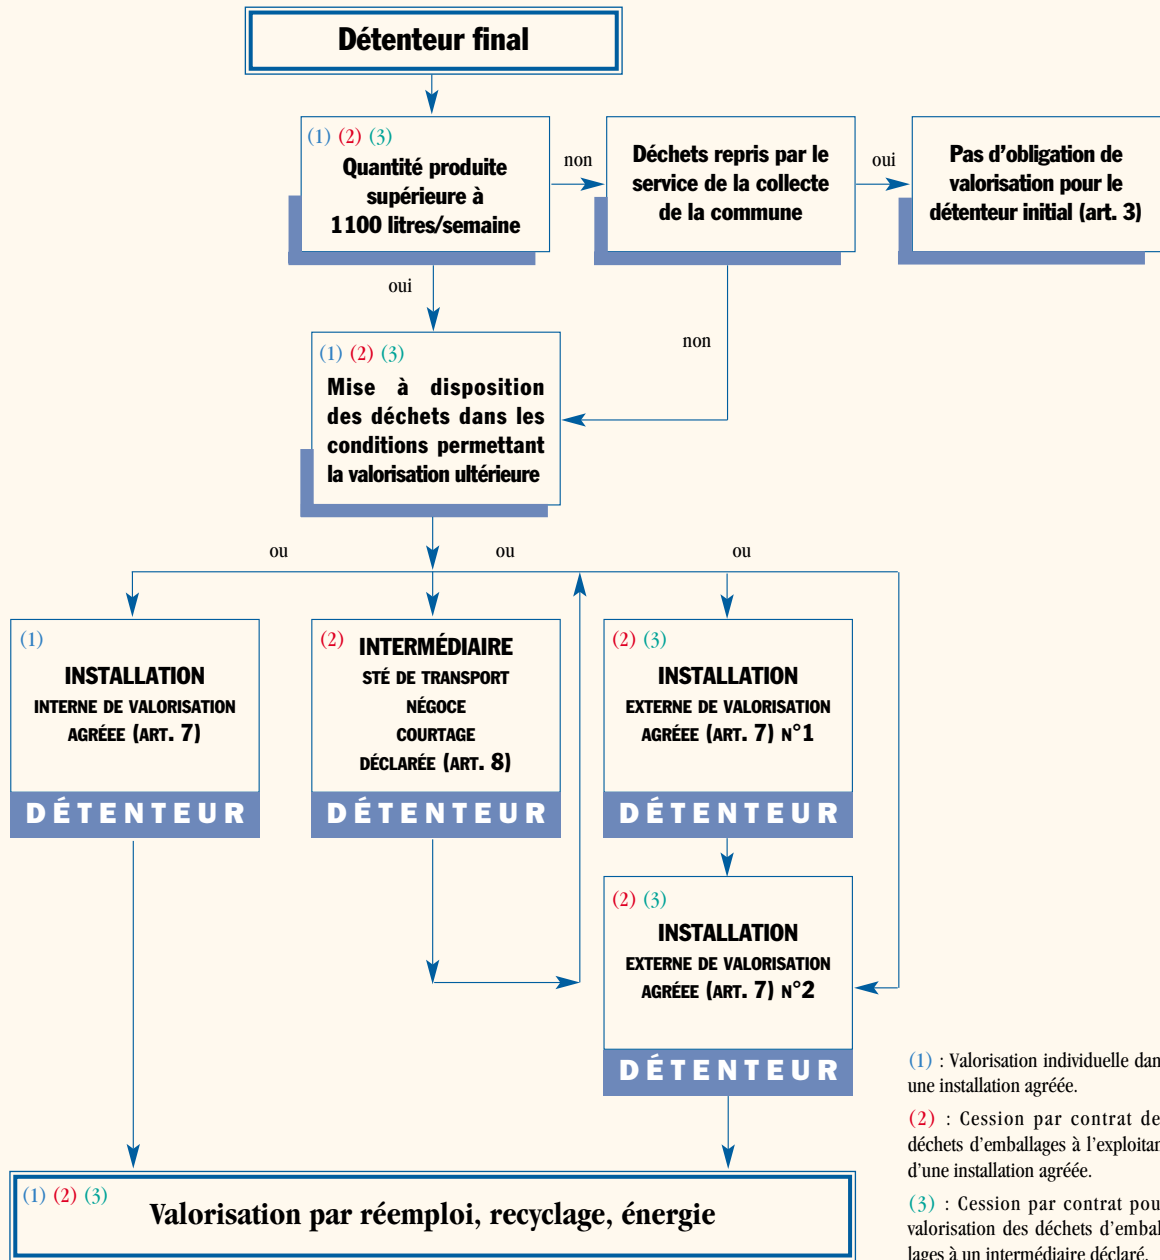 Détenteur final
(1) (2) (3)
Quantité produite
supérieure à
1100 litres/semaine
non
Déchets repris par le
service de la collecte
de la commune
oui
Pas d'obligation de
valorisation pour le
détenteur initial (art. 3)
oui
non
(1) (2) (3)
Mise à disposition
des déchets dans les
conditions permettant
la valorisation ultérieure
ou
ou
ou
(1)
INSTALLATION
INTERNE DE VALORISATION
AGRÉEE (ART. 7)
DÉTENTEUR
(2) INTERMÉDIAIRE
STÉ DE TRANSPORT
NÉGOCE
COURTAGE
DÉCLARÉE (ART. 8)
DÉTENTEUR
(2) (3)
INSTALLATION
EXTERNE DE VALORISATION
AGRÉEE (ART. 7) N°1
DÉTENTEUR
(2) (3)
INSTALLATION
EXTERNE DE VALORISATION
AGRÉEE (ART. 7) N°2
DÉTENTEUR
(1) : Valorisation individuelle dan
une installation agréée.
(2) : Cession par contrat de
déchets d'emballages à l'exploitan
d'une installation agréée.
(3) : Cession par contrat pou
valorisation des déchets d'embal
lages à un intermédiaire déclaré.
(1) (2) (3)
Valorisation par réemploi, recyclage, énergie